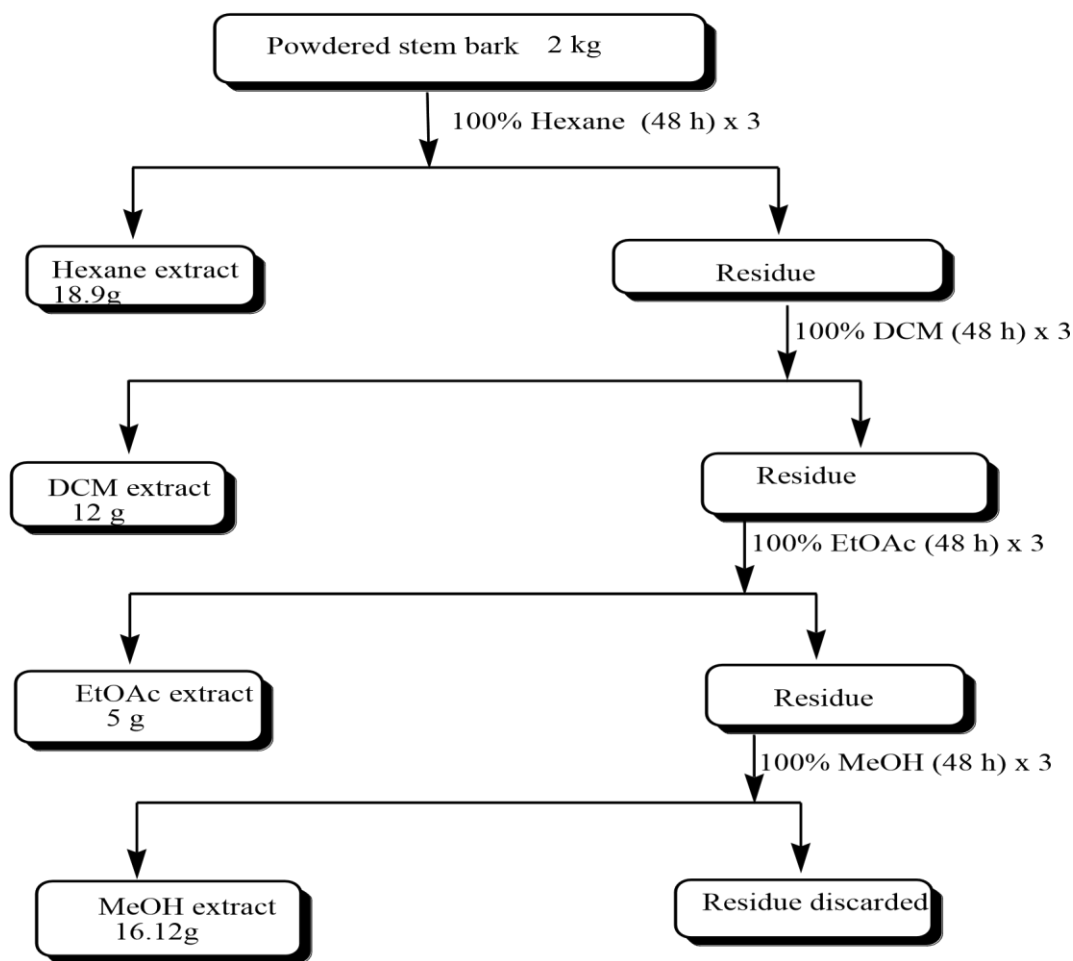 Powdered stem bark 2 kg
100% Hexane (48 h) x 3
Hexane extract
18.9g
Residue
100% DCM (48 h) x 3
DCM extract
12 g
Residue
100% EtOAc (48 h) x 3
EtOAc extract
5 g
Residue
100% MeOH (48 h) x 3
MeOH extract
16.12g
Residue discarded